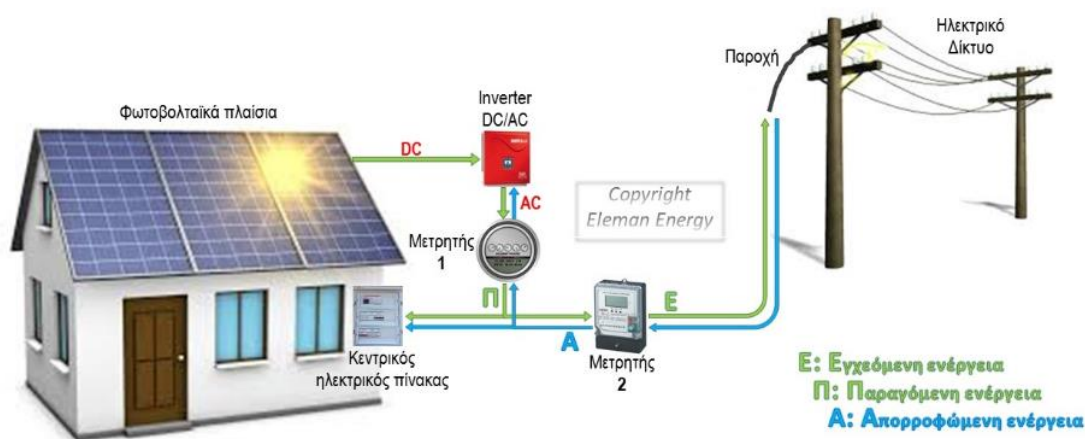 Ηλεκτρικό
Δίκτυο
Παροχή
Φωτοβολταϊκά πλαίσια
Inverter
DC/AC
DC
AC
Copyright
Eleman Energy
Μετρητής
1
Π
Ε
Α
Κεντρικός
ηλεκτρικός πίνακας
Μετρητής
2
Ε: Εγχεόμενη ενέργεια
Π: Παραγόμενη ενέργεια
Α: Απορροφώμενη ενέργεια